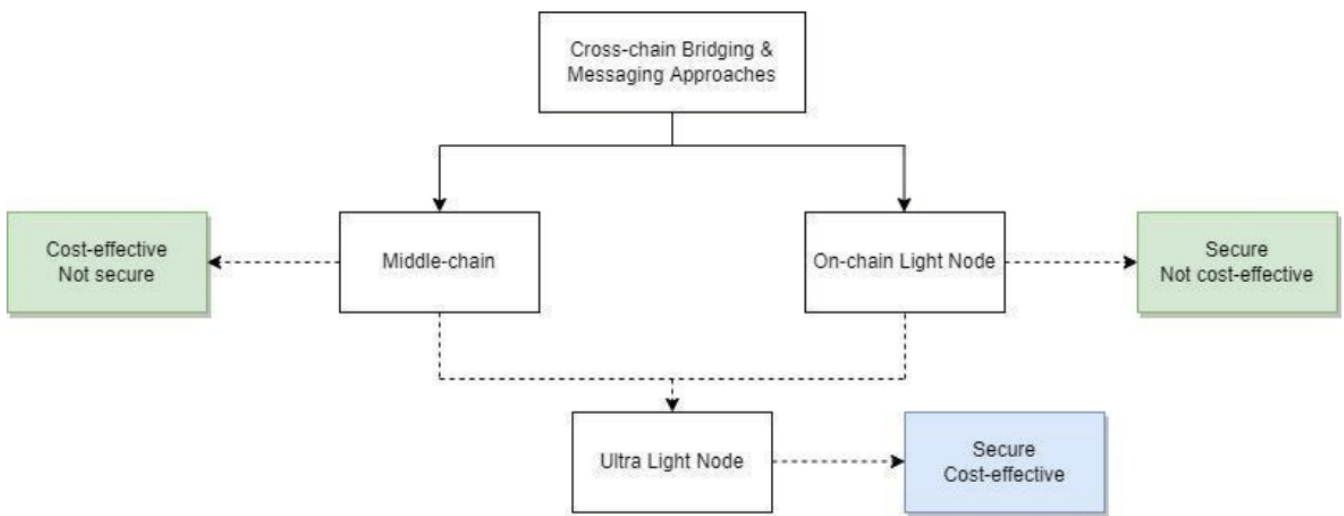 Cross-chain Bridging &
Messaging Approaches
Cost-effective
Not secure
Middle-chain
On-chain Light Node
Secure
Not cost-effective
Ultra Light Node
Secure
Cost-effective